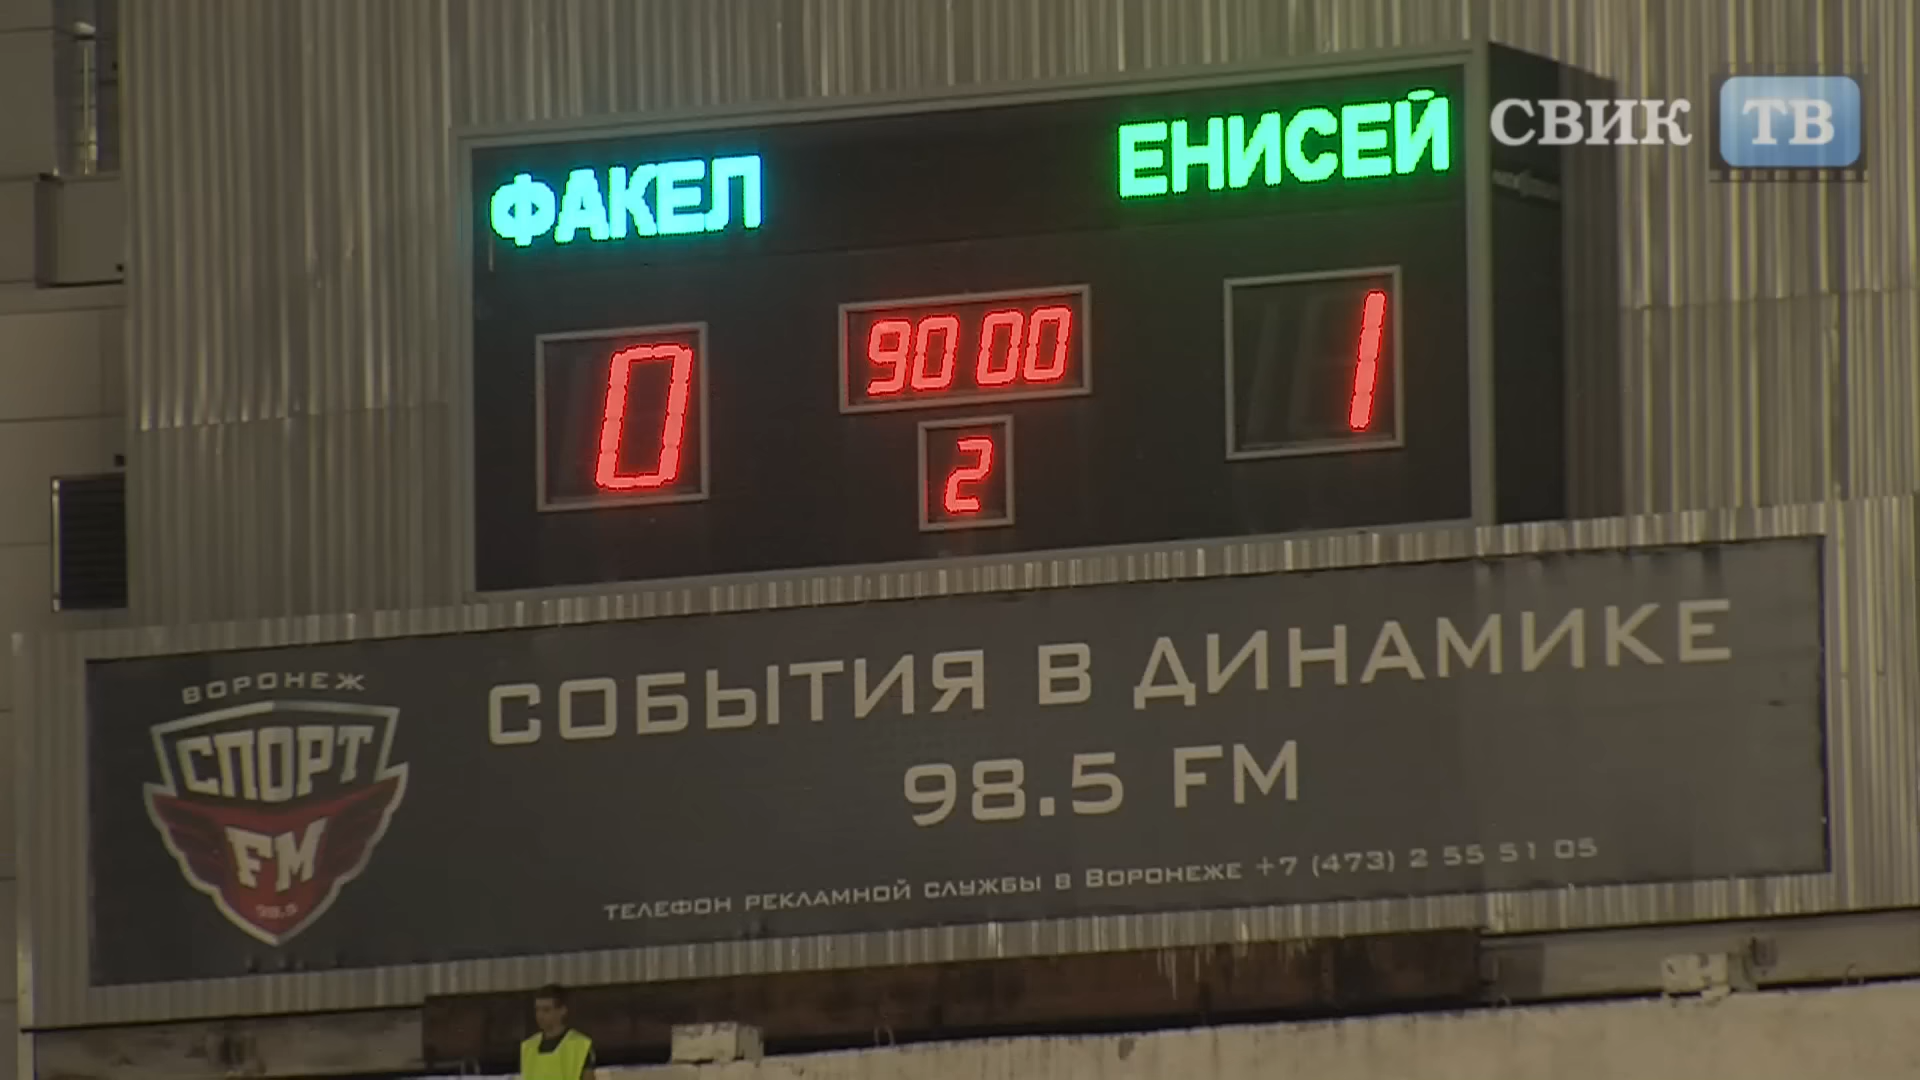 СВИК ТВ
ФАКЕЛ ЕНИСЕЙ
0 90 00 1
2
ВОРОНЕЖ
СПОРТ
FM
98.5
СОБЫТИЯ В ДИНАМИКЕ
98.5 FM
ТЕЛЕФОН РЕКЛАМНОЙ СЛУЖБЫ В ВОРОНЕЖЕ +7 (473) 2 55 51 05